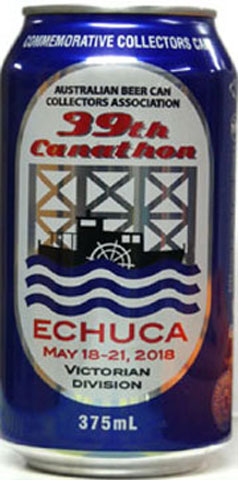 COMMEMORATIVE COLLECTORS CAN
AUSTRALIAN BEER CAN
COLLECTORS ASSOCIATION
39th
Canathon
ECHUCA
MAY 18-21, 2018
VICTORIAN
DIVISION
375mL